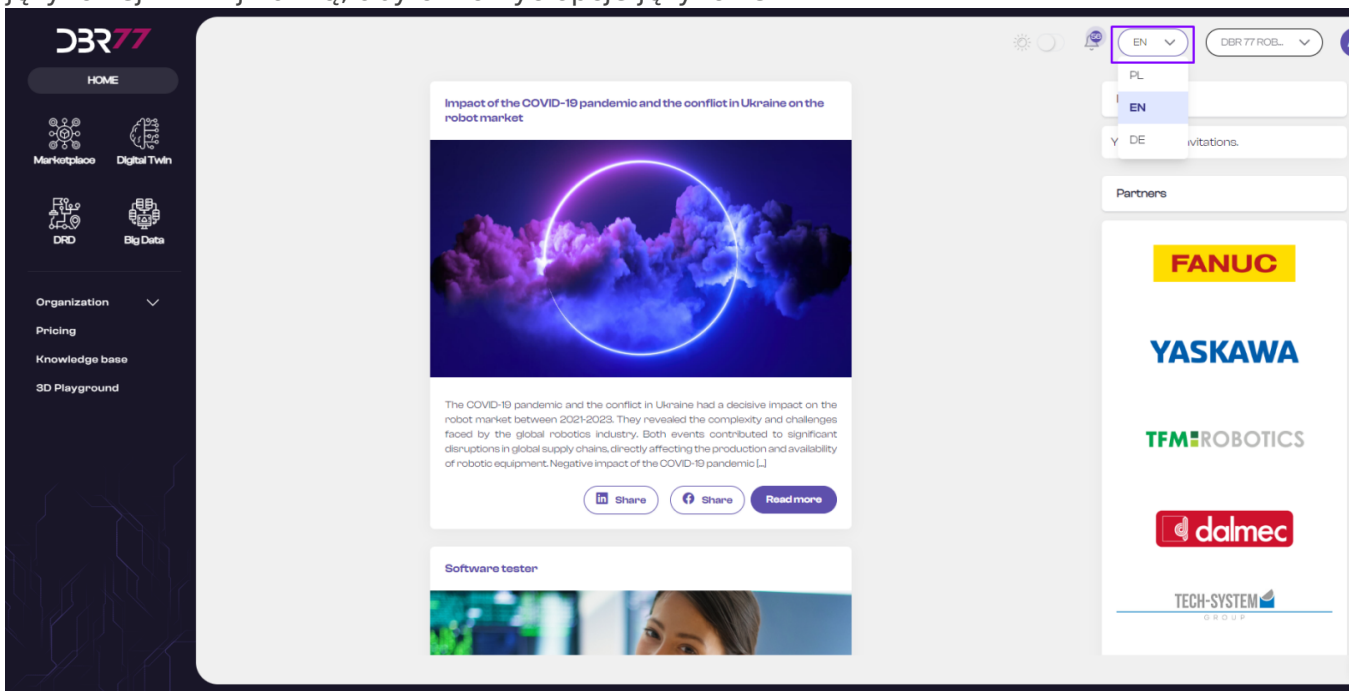 DBR77
HOME
Marketplace
Digital Twin
DRD
Big Data
Organization
Pricing
Knowledge base
3D Playground
58
EN
DBR 77 ROB...
PL
EN
DE
Impact of the COVID-19 pandemic and the conflict in Ukraine on the
robot market
The COVID-19 pandemic and the conflict in Ukraine had a decisive impact on the
robot market between 2021-2023. They revealed the complexity and challenges
faced by the global robotics industry. Both events contributed to significant
disruptions in global supply chains, directly affecting the production and availability
of robotic equipment. Negative impact of the COVID-19 pandemic [...]
Share
Share
Read more
Software tester
Y
vitations.
Partners
FANUC
YASKAWA
TFM ROBOTICS
dalmec
TECH-SYSTEM
GROUP